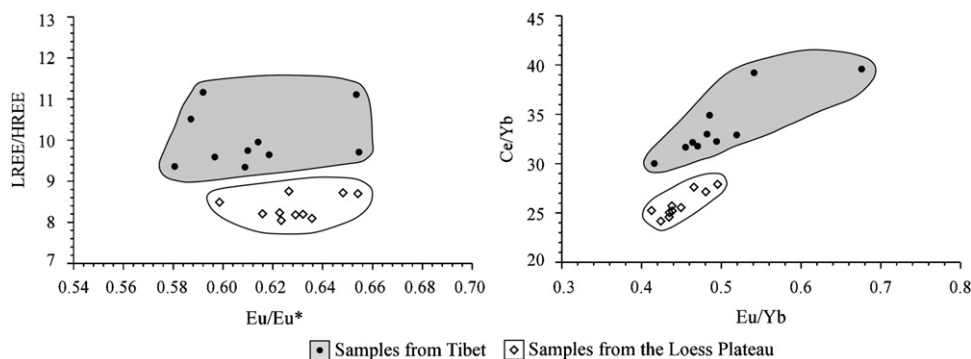 13
12
11
10
9
8
7
LREE/HREE
0.54 0.56 0.58 0.60 0.62 0.64 0.66 0.68 0.70
Eu/Eu*
45
40
35
30
25
20
Ce/Yb
0.3 0.4 0.5 0.6 0.7 0.8
Eu/Yb
Samples from Tibet Samples from the Loess Plateau